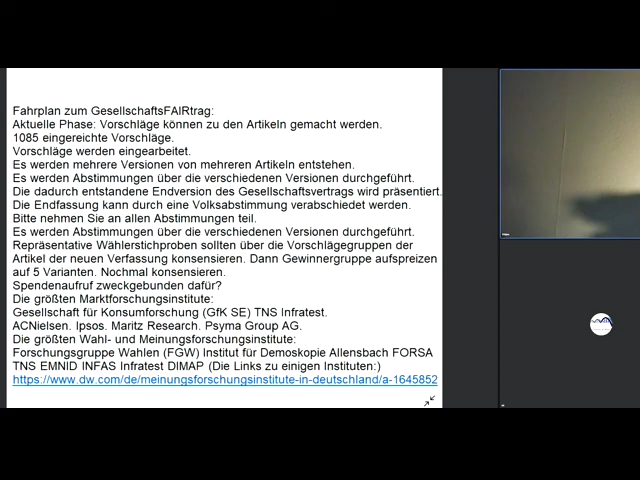 Fahrplan zum GesellschaftsFAIRtrag:
Aktuelle Phase: Vorschläge können zu den Artikeln gemacht werden.
1085 eingereichte Vorschläge.
Vorschläge werden eingearbeitet.
Es werden mehrere Versionen von mehreren Artikeln entstehen.
Es werden Abstimmungen über die verschiedenen Versionen durchgeführt.
Die dadurch entstandene Endversion des Gesellschaftsvertrags wird präsentiert.
Die Endfassung kann durch eine Volksabstimmung verabschiedet werden.
Bitte nehmen Sie an allen Abstimmungen teil.
Es werden Abstimmungen über die verschiedenen Versionen durchgeführt.
Repräsentative Wählerstichproben sollten über die Vorschlägegruppen der
Artikel der neuen Verfassung konsensieren. Dann Gewinnergruppe aufspreizen
auf 5 Varianten. Nochmal konsensieren.
Spendenaufruf zweckgebunden dafür?
Die größten Marktforschungsinstitute:
Gesellschaft für Konsumforschung (GfK SE) TNS Infratest.
ACNielsen. Ipsos. Maritz Research. Psyma Group AG.
Die größten Wahl- und Meinungsforschungsinstitute:
Forschungsgruppe Wahlen (FGW) Institut für Demoskopie Allensbach FORSA
TNS EMNID INFAS Infratest DIMAP (Die Links zu einigen Instituten:)
https://www.dw.com/de/meinungsforschungsinstitute-in-deutschland/a-1645852